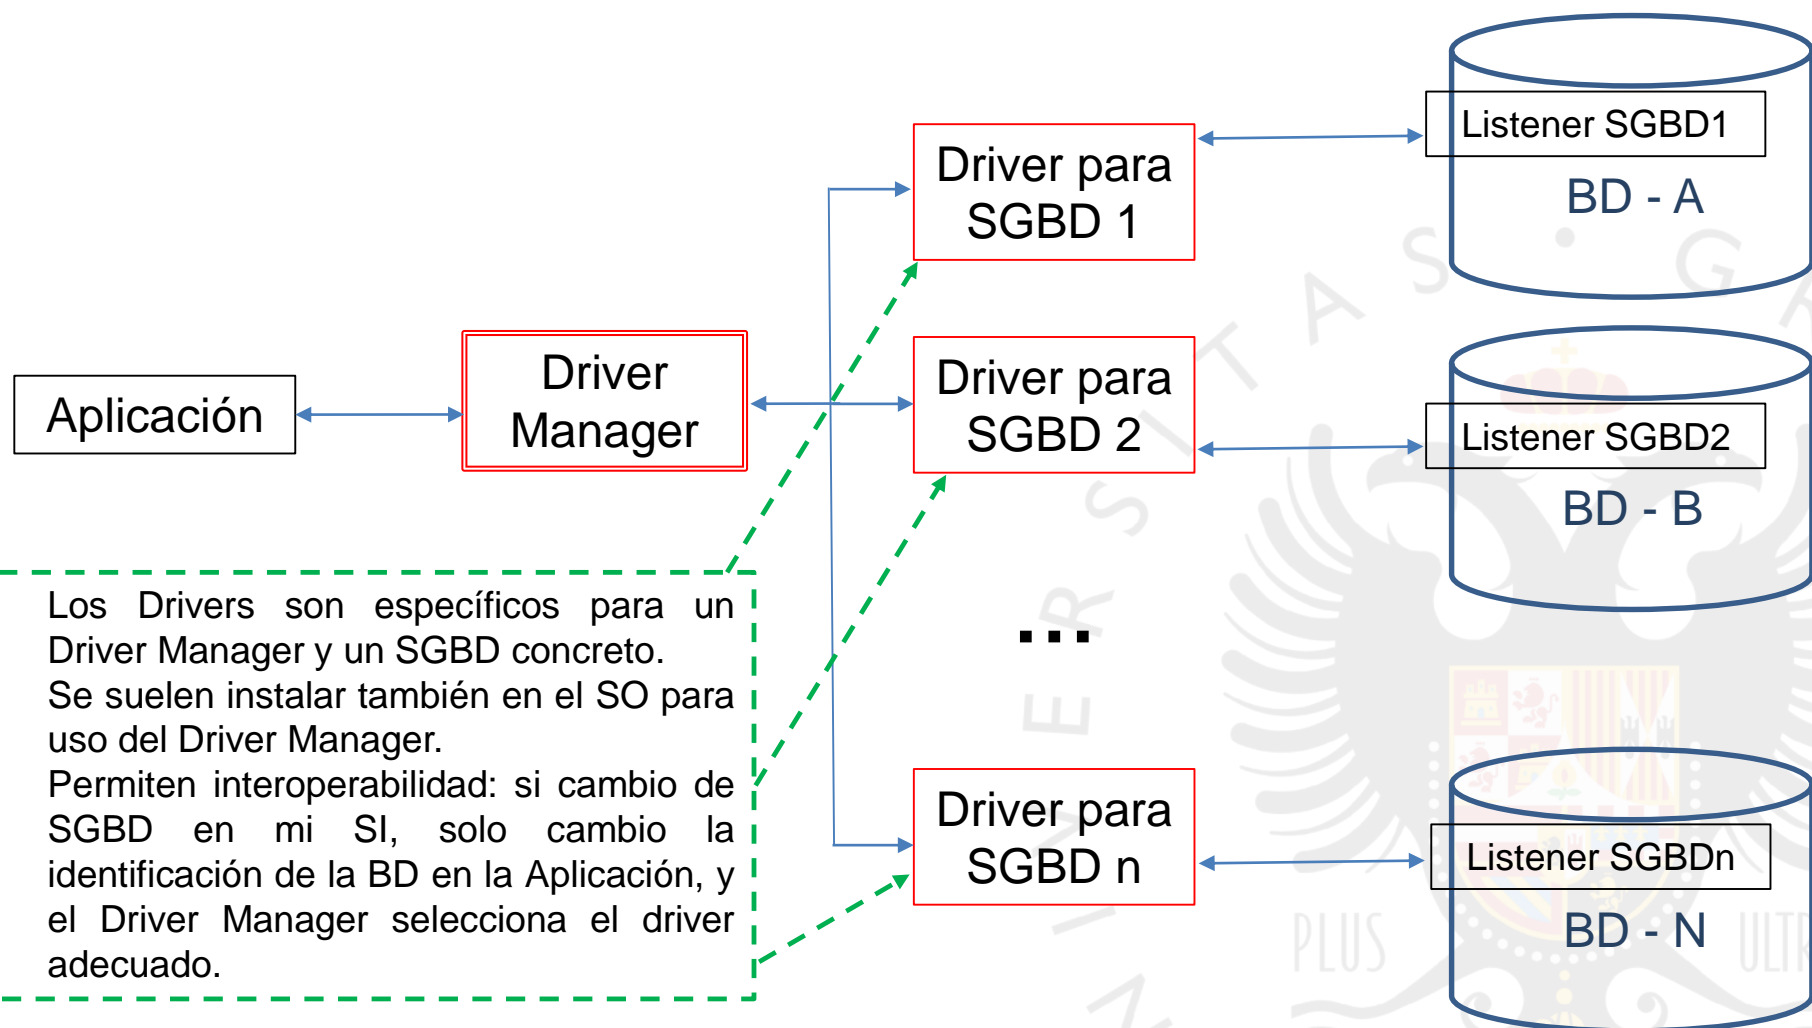 Listener SGBD1
Driver para
SGBD 1
BD - A
Driver
Manager
Aplicación
Driver para
SGBD 2
Listener SGBD2
BD - B
Los Drivers son específicos para un
Driver Manager y un SGBD concreto.
Se suelen instalar también en el SO para
uso del Driver Manager.
Permiten interoperabilidad: si cambio de
SGBD en mi SI, solo cambio la
identificación de la BD en la Aplicación, y
el Driver Manager selecciona el driver
adecuado.
...
Driver para
SGBD n
Listener SGBDn
BD - N
PLUS